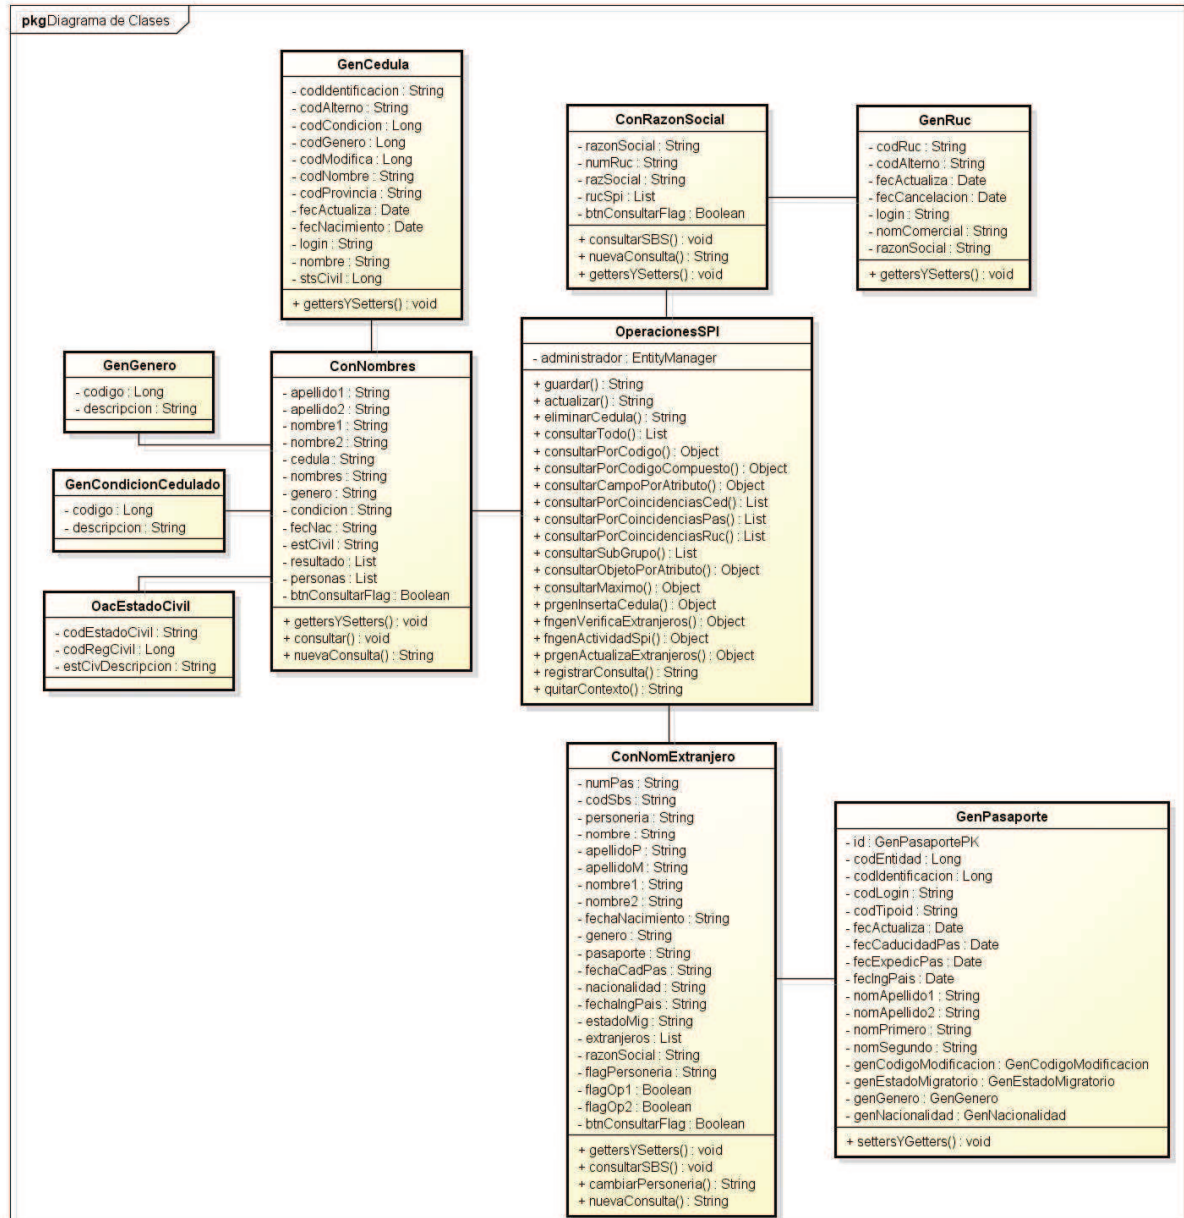 pkgDiagrama de Clases
GenCedula
- codIdentificacion : String
- codAlterno : String
- codCondicion : Long
- codGenero : Long
- codModifica : Long
- codNombre : String
- codProvincia : String
- fecActualiza : Date
- fecNacimiento : Date
- login : String
- nombre : String
- stsCivil : Long
+ gettersYSetters() : void
ConRazonSocial
- razonSocial : String
- numRuc : String
- razSocial : String
- rucSpi : List
- btnConsultarFlag : Boolean
+ consultarSBS() : void
+ nuevaConsulta() : String
+ gettersYSetters() : void
GenRuc
- codRuc : String
- codAlterno : String
- fecActualiza : Date
- fecCancelacion : Date
- login : String
- nomComercial : String
- razonSocial : String
+ gettersYSetters() : void
GenGenero
- codigo : Long
- descripcion : String
GenCondicionCedulado
- codigo : Long
- descripcion : String
OacEstadoCivil
- codEstadoCivil : String
- codRegCivil : Long
- estCivDescripcion : String
ConNombres
- apellido1 : String
- apellido2 : String
- nombre1 : String
- nombre2 : String
- cedula : String
- nombres : String
- genero : String
- condicion : String
- fecNac : String
- estCivil : String
- resultado : List
- personas : List
- btnConsultarFlag : Boolean
+ gettersYSetters() : void
+ consultar() : void
+ nuevaConsulta() : String
OperacionesSPI
- administrador : EntityManager
+ guardar() : String
+ actualizar() : String
+ eliminarCedula() : String
+ consultarTodo() : List
+ consultarPorCodigo() : Object
+ consultarPorCodigoCompuesto() : Object
+ consultarCampoPorAtributo() : Object
+ consultarPorCoincidenciasCed() : List
+ consultarPorCoincidenciasPas() : List
+ consultarPorCoincidenciasRuc() : List
+ consultarSubGrupo() : List
+ consultarObjetoPorAtributo() : Object
+ consultarMaximo() : Object
+ prgenInsertaCedula() : Object
+ fngenVerificaExtranjeros() : Object
+ fngenActividadSpi() : Object
+ prgenActualizaExtranjeros() : Object
+ registrarConsulta() : String
+ quitarContexto() : String
ConNomExtranjero
- numPas : String
- codSbs : String
- personeria : String
- nombre : String
- apellidoP : String
- apellidoM : String
- nombre1 : String
- nombre2 : String
- fechaNacimiento : String
- genero : String
- pasaporte : String
- fechaCadPas : String
- nacionalidad : String
- fechaIngPais : String
- estadoMig : String
- extranjeros : List
- razonSocial : String
- flagPersoneria : String
- flagOp1 : Boolean
- flagOp2 : Boolean
- btnConsultarFlag : Boolean
+ gettersYSetters() : void
+ consultarSBS() : void
+ cambiarPersoneria() : String
+ nuevaConsulta() : String
GenPasaporte
- id : GenPasaportePK
- codEntidad : Long
- codIdentificacion : Long
- codLogin : String
- codTipoid : String
- fecActualiza : Date
- fecCaducidadPas : Date
- fecExpedicPas : Date
- fecIngPais : Date
- nomApellido1 : String
- nomApellido2 : String
- nomPrimero : String
- nomSegundo : String
- genCodigoModificacion : GenCodigoModificacion
- genEstadoMigratorio : GenEstadoMigratorio
- genGenero : GenGenero
- genNacionalidad : GenNacionalidad
+ settersYGetters() : void